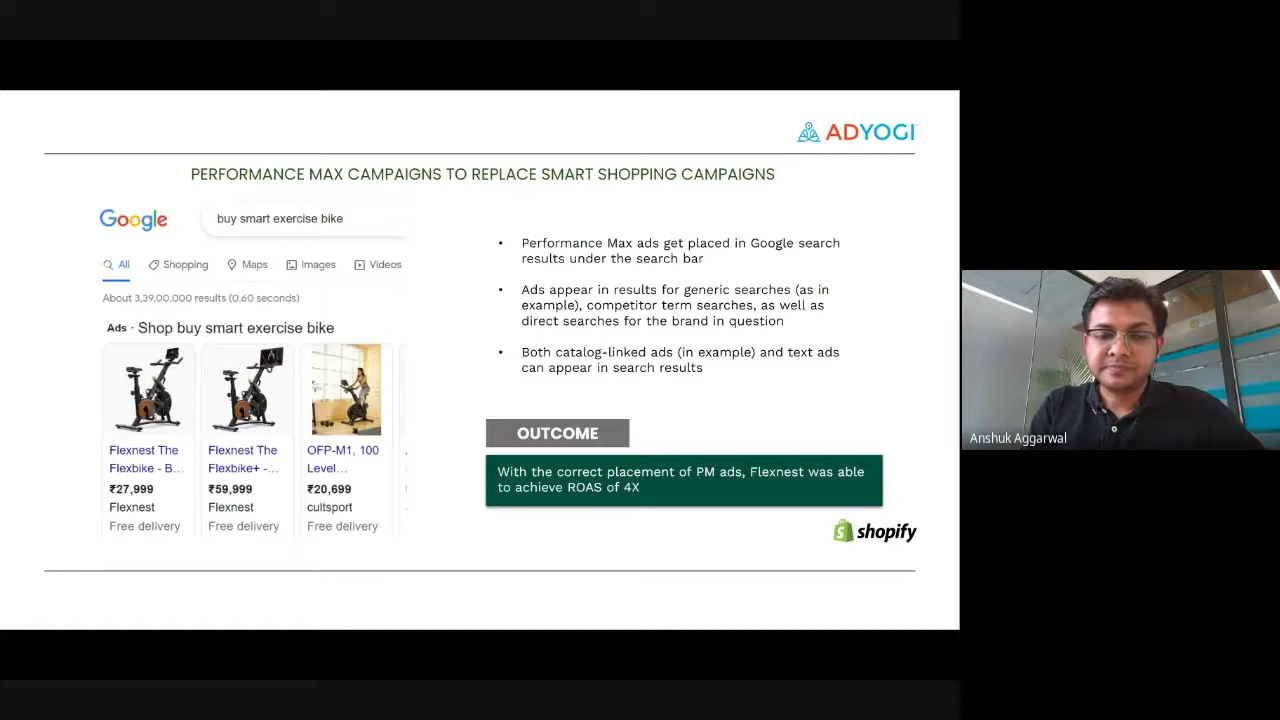 ADYOGI
PERFORMANCE MAX CAMPAIGNS TO REPLACE SMART SHOPPING CAMPAIGNS
Google
buy smart exercise bike
All Shopping Maps Images Videos
About 3,39,00,000 results (0.60 seconds)
Ads · Shop buy smart exercise bike
Flexnest The
Flexbike - B...
₹27,999
Flexnest
Free delivery
Flexnest The
Flexbike+ -...
₹59,999
Flexnest
Free delivery
OFP-M1, 100
Level...
₹20,699
cultsport
Free delivery
• Performance Max ads get placed in Google search
results under the search bar
• Ads appear in results for generic searches (as in
example), competitor term searches, as well as
direct searches for the brand in question
• Both catalog-linked ads (in example) and text ads
can appear in search results
OUTCOME
With the correct placement of PM ads, Flexnest was able
to achieve ROAS of 4X
shopify
Anshuk Aggarwal